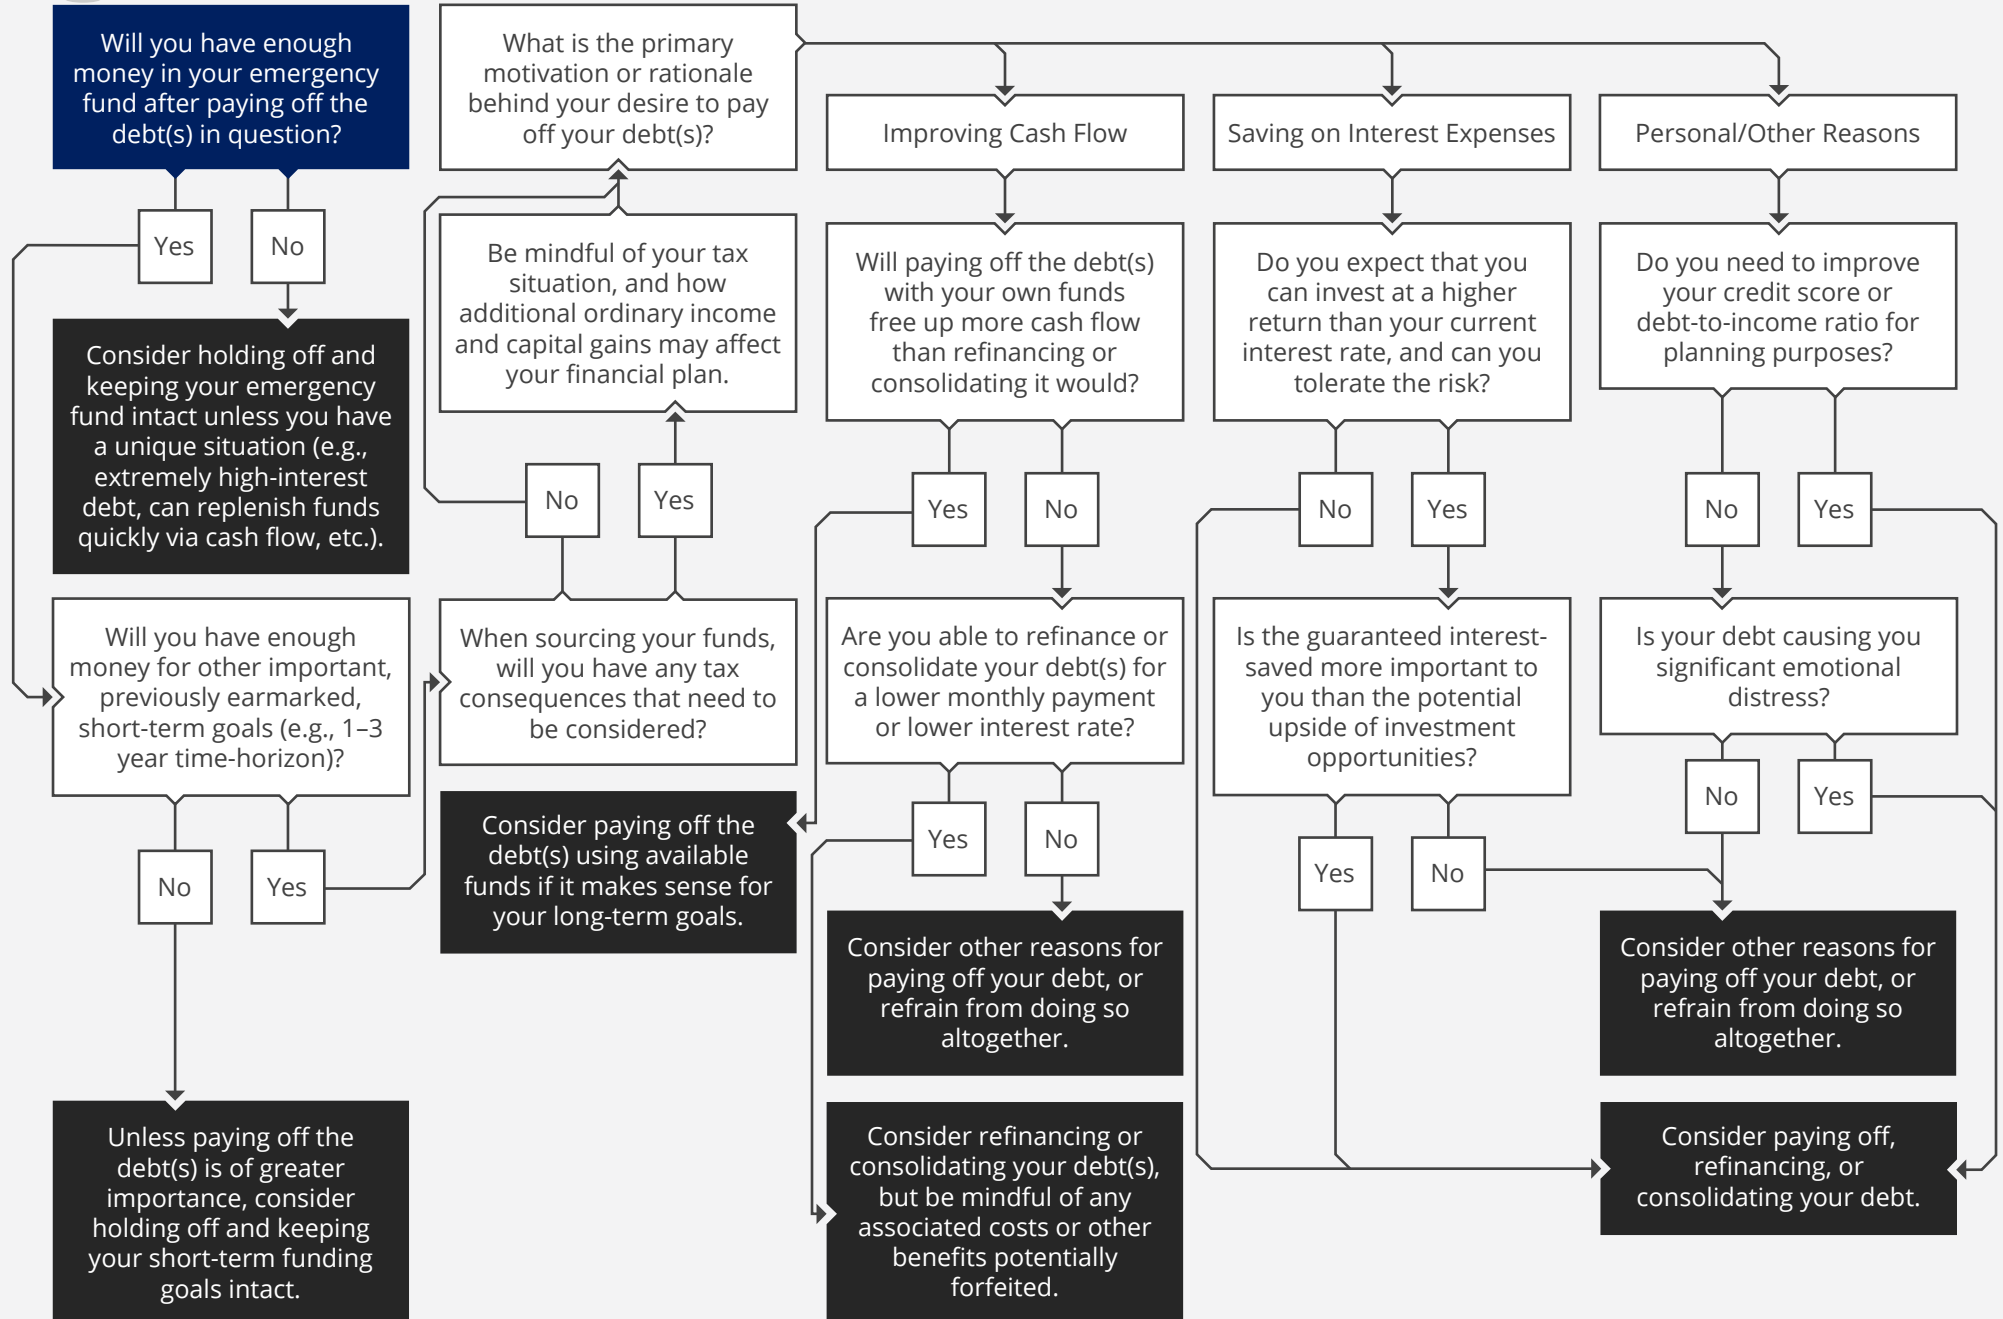 Will you have enough
money in your emergency
fund after paying off the
debt(s) in question?
Yes
No
Consider holding off and
keeping your emergency
fund intact unless you have
a unique situation (e.g.,
extremely high-interest
debt, can replenish funds
quickly via cash flow, etc.).
Will you have enough
money for other important,
previously earmarked,
short-term goals (e.g., 1–3
year time-horizon)?
No
Yes
Unless paying off the
debt(s) is of greater
importance, consider
holding off and keeping
your short-term funding
goals intact.
What is the primary
motivation or rationale
behind your desire to pay
off your debt(s)?
Be mindful of your tax
situation, and how
additional ordinary income
and capital gains may affect
your financial plan.
No
Yes
When sourcing your funds,
will you have any tax
consequences that need to
be considered?
Consider paying off the
debt(s) using available
funds if it makes sense for
your long-term goals.
Improving Cash Flow
Will paying off the debt(s)
with your own funds
free up more cash flow
than refinancing or
consolidating it would?
Yes
No
Are you able to refinance or
consolidate your debt(s) for
a lower monthly payment
or lower interest rate?
Yes
No
Consider other reasons for
paying off your debt, or
refrain from doing so
altogether.
Consider refinancing or
consolidating your debt(s),
but be mindful of any
associated costs or other
benefits potentially
forfeited.
Saving on Interest Expenses
Do you expect that you
can invest at a higher
return than your current
interest rate, and can you
tolerate the risk?
No
Yes
Is the guaranteed interest-
saved more important to
you than the potential
upside of investment
opportunities?
Yes
No
Personal/Other Reasons
Do you need to improve
your credit score or
debt-to-income ratio for
planning purposes?
No
Yes
Is your debt causing you
significant emotional
distress?
No
Yes
Consider other reasons for
paying off your debt, or
refrain from doing so
altogether.
Consider paying off,
refinancing, or
consolidating your debt.